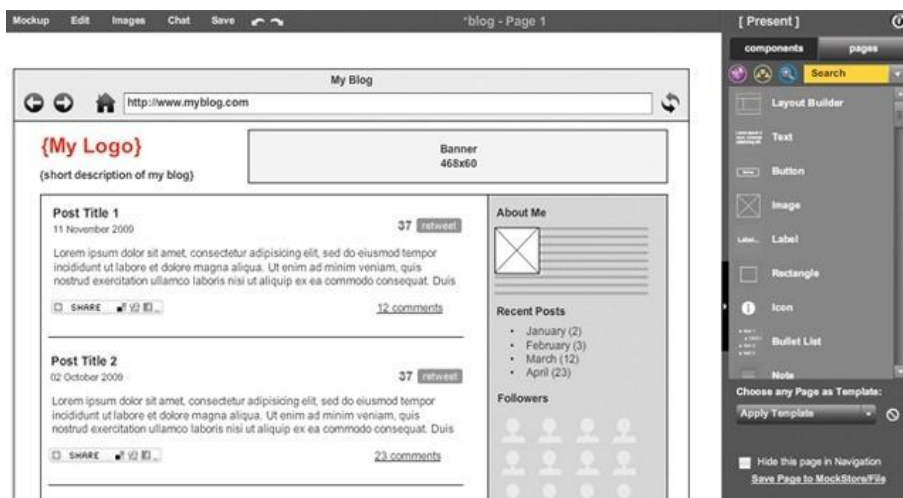 Mockup Edit Images Chat Save
*blog - Page 1
[ Present ]
components pages
Search
Layout Builder
Text
Button
Image
Label... Label
Rectangle
Icon
Bullet List
Note
Choose any Page as Template:
Apply Template
Hide this page in Navigation
Save Page to MockStore/File
My Blog
http://www.myblog.com
{My Logo}
{short description of my blog}
Banner
468x60
Post Title 1
11 November 2009
37 retweet
Lorem ipsum dolor sit amet, consectetur adipisicing elit, sed do eiusmod tempor
incididunt ut labore et dolore magna aliqua. Ut enim ad minim veniam, quis
nostrud exercitation ullamco laboris nisi ut aliquip ex ea commodo consequat. Duis
SHARE
12 comments
Post Title 2
02 October 2009
37 retweet
Lorem ipsum dolor sit amet, consectetur adipisicing elit, sed do eiusmod tempor
incididunt ut labore et dolore magna aliqua. Ut enim ad minim veniam, quis
nostrud exercitation ullamco laboris nisi ut aliquip ex ea commodo consequat. Duis
SHARE
23 comments
About Me
Recent Posts
• January (2)
• February (3)
• March (12)
• April (23)
Followers